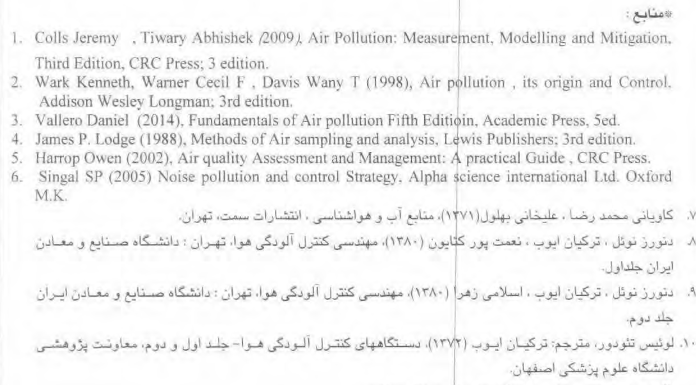 *منابع :
1. Colls Jeremy , Tiwary Abhishek (2009), Air Pollution: Measurement, Modelling and Mitigation,
Third Edition, CRC Press; 3 edition.
2. Wark Kenneth, Warner Cecil F , Davis Wany T (1998), Air pollution , its origin and Control.
Addison Wesley Longman; 3rd edition.
3. Vallero Daniel (2014), Fundamentals of Air pollution Fifth Editioin, Academic Press, 5ed.
4. James P. Lodge (1988), Methods of Air sampling and analysis, Lewis Publishers; 3rd edition.
5. Harrop Owen (2002), Air quality Assessment and Management: A practical Guide , CRC Press.
6. Singal SP (2005) Noise pollution and control Strategy, Alpha science international Ltd. Oxford
M.K.
۷. کاویانی محمد رضا ، علیخانی بهلول(۱۳۷۱)، منابع آب و هواشناسی ، انتشارات سمت، تهران.
۸. دنورز نوئل ، ترکیان ایوب ، نعمت پور کتایون (۱۳۸۰)، مهندسی کنترل آلودگی هوا، تهران : دانشگاه صنایع و معادن
ایران جلداول.
۹. دنورز نوئل ، ترکیان ایوب ، اسلامی زهرا (۱۳۸۰)، مهندسی کنترل آلودگی هوا، تهران : دانشگاه صنایع و معادن ایران
جلد دوم.
۱۰. لوئیس تئودور، مترجم: ترکیان ایوب (۱۳۷۲)، دستگاههای کنترل آلودگی هوا- جلد اول و دوم، معاونت پژوهشی
دانشگاه علوم پزشکی اصفهان.